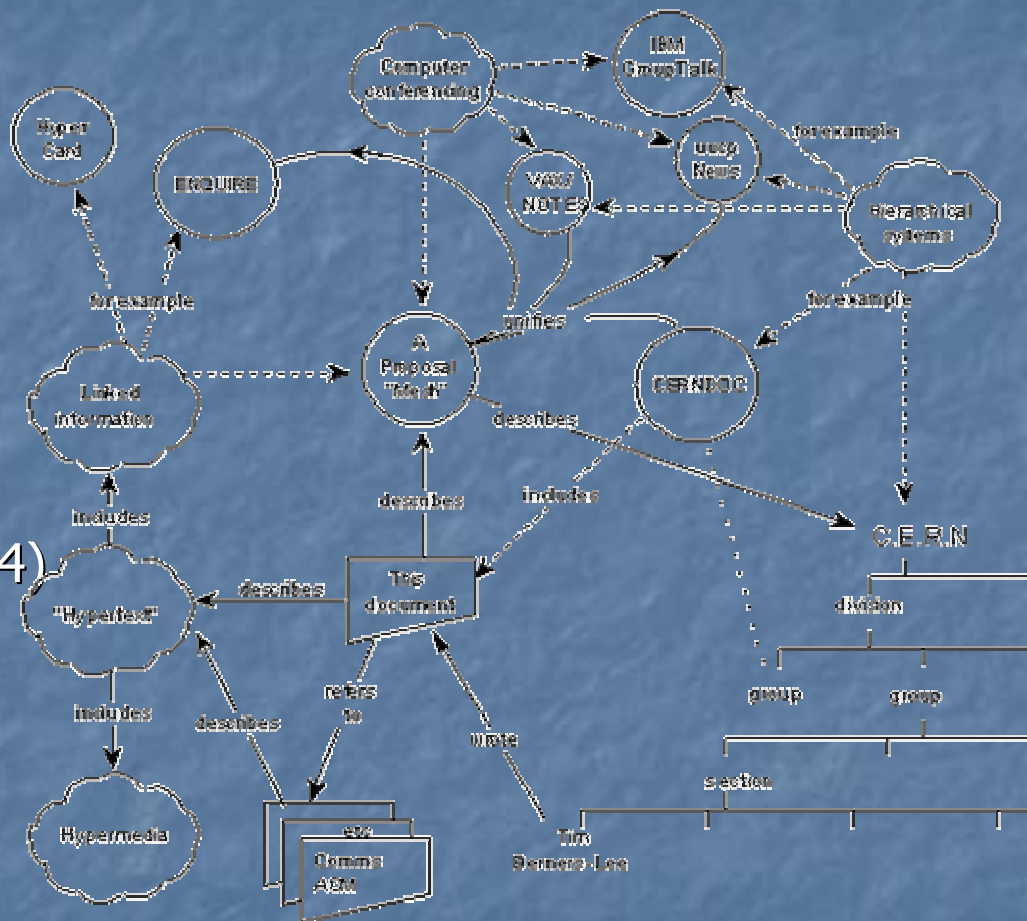 IBM
GroupTalk
Computer
conferencing
Hyper
Card
for example
uucp
News
ENQUIRE
VAX/
NOTES
Hierarchical
systems
for example
for example
unifies
A
Proposal
"Mesh"
CERNDOC
Linked
information
describes
describes
includes
includes
C.E.R.N
4)
This
document
describes
division
"Hypertext"
refers
to
group
group
includes
describes
wrote
section
Hypermedia
etc
Tim
Berners-Lee
Comms
ACM